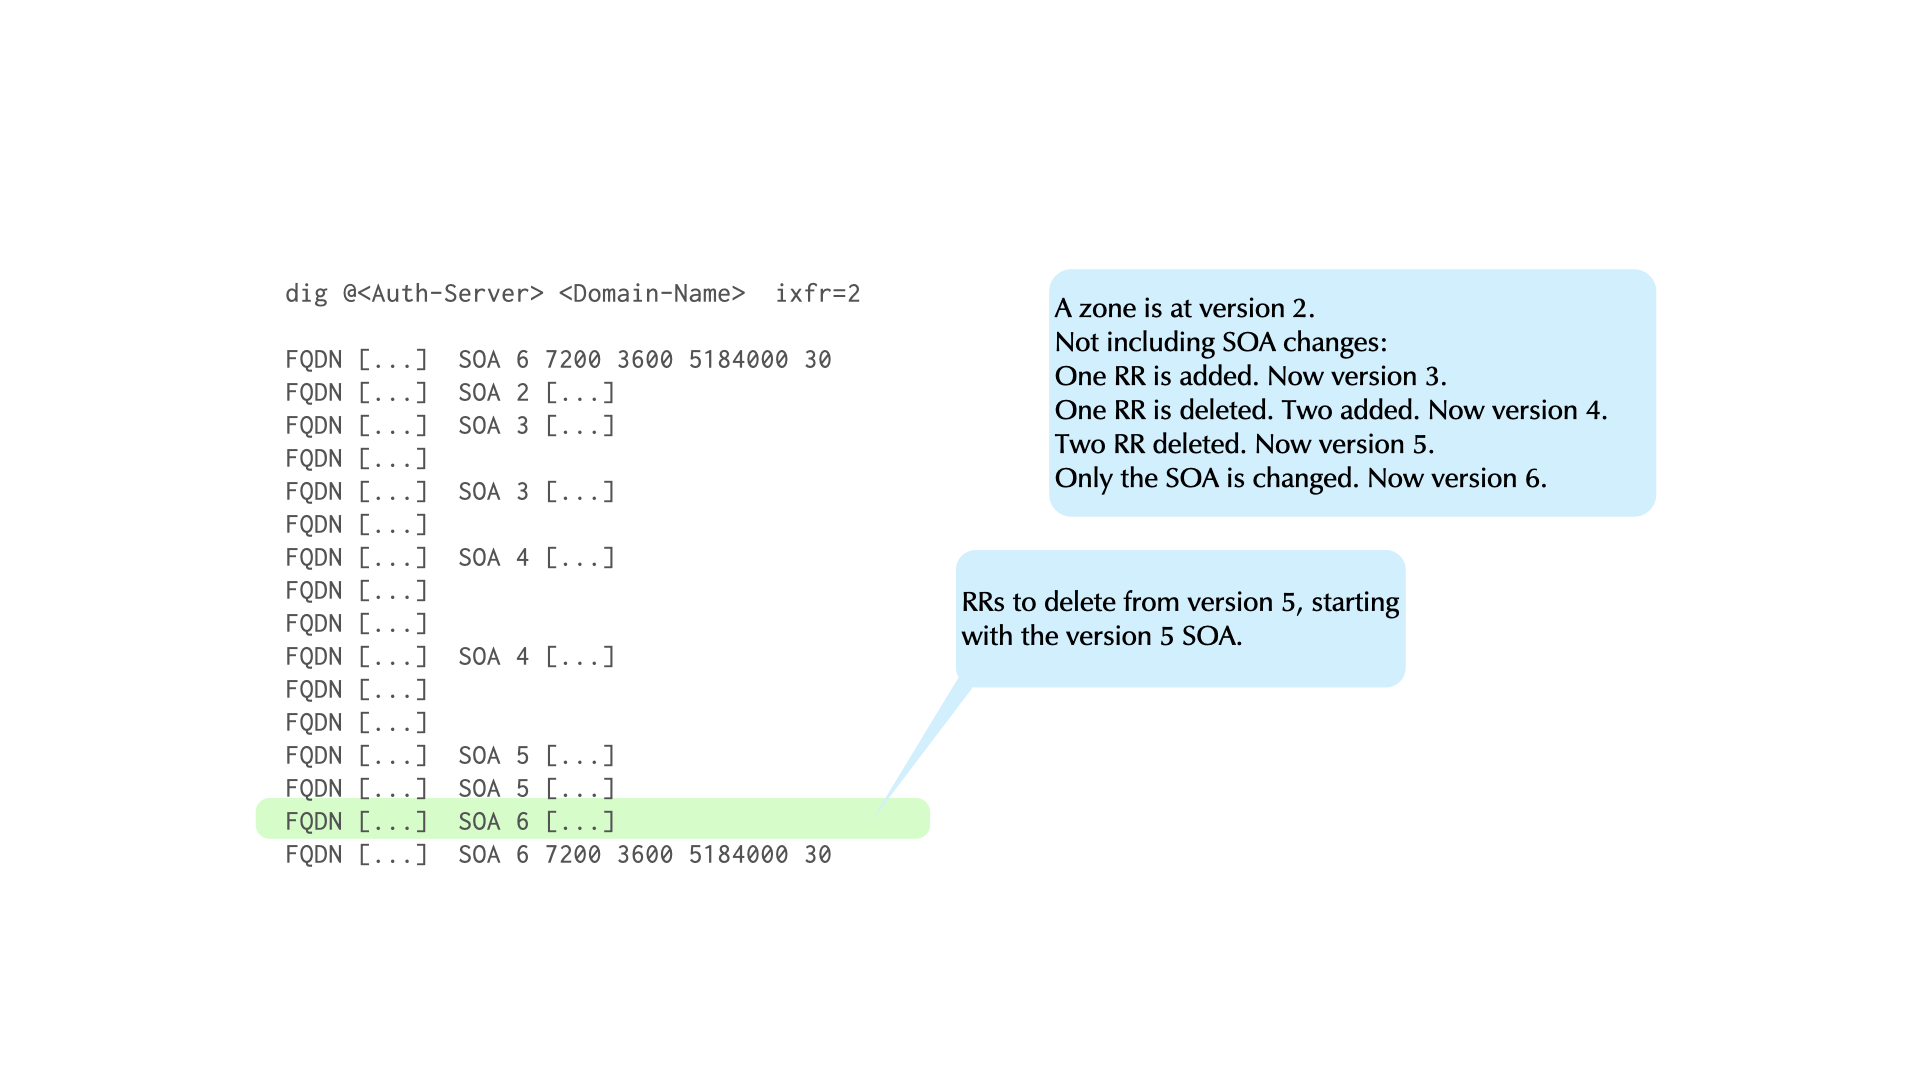 dig @<Auth-Server> <Domain-Name>  ixfr=2
FQDN [...]  SOA 6 7200 3600 5184000 30
FQDN [...]  SOA 2 [...]
FQDN [...]  SOA 3 [...]
FQDN [...]
FQDN [...]  SOA 3 [...]
FQDN [...]
FQDN [...]  SOA 4 [...]
FQDN [...]
FQDN [...]
FQDN [...]  SOA 4 [...]
FQDN [...]
FQDN [...]
FQDN [...]  SOA 5 [...]
FQDN [...]  SOA 5 [...]
FQDN [...]  SOA 6 [...]
FQDN [...]  SOA 6 7200 3600 5184000 30
A zone is at version 2.
Not including SOA changes:
One RR is added. Now version 3.
One RR is deleted. Two added. Now version 4.
Two RR deleted. Now version 5.
Only the SOA is changed. Now version 6.
RRs to delete from version 5, starting
with the version 5 SOA.